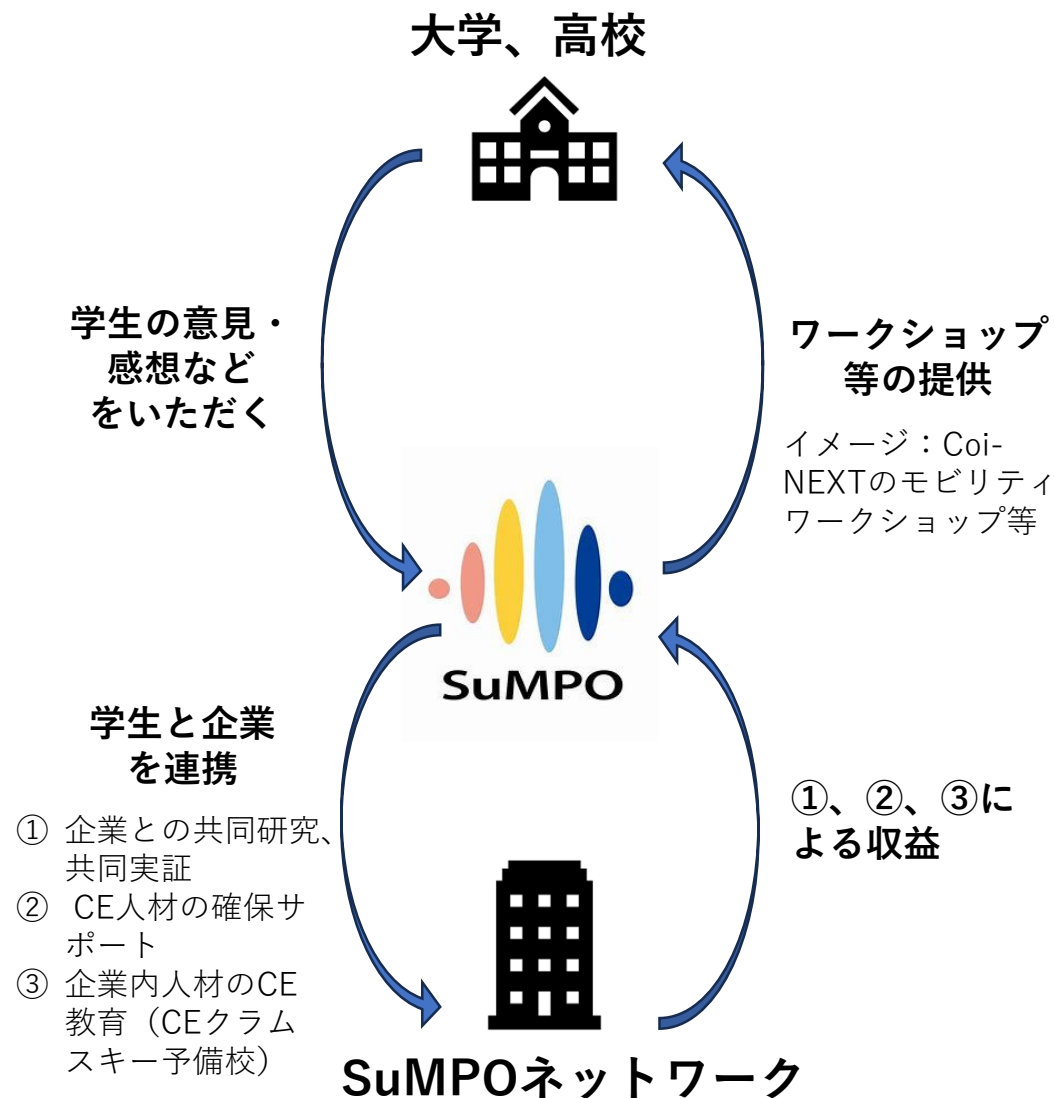 大学、高校
学生の意見・
感想など
をいただく
ワークショップ
等の提供
イメージ：Coi-
NEXTのモビリティ
ワークショップ等
SuMPO
学生と企業
を連携
① 企業との共同研究、
共同実証
② CE人材の確保サ
ポート
③ 企業内人材のCE
教育（CEクラム
スキー予備校）
①、②、③に
よる収益
SuMPOネットワーク